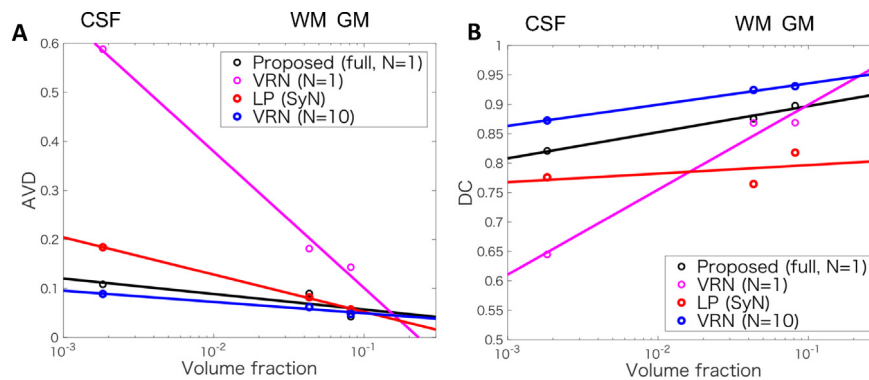 A
CSF
WM GM
0.6
0.5
0.4
0.3
0.2
0.1
0
AVD
Proposed (full, N=1)
VRN (N=1)
LP (SyN)
VRN (N=10)
10-3
10-2
10-1
Volume fraction
B
CSF
WM GM
1
0.95
0.9
0.85
0.8
0.75
0.7
0.65
0.6
0.55
0.5
DC
Proposed (full, N=1)
VRN (N=1)
LP (SyN)
VRN (N=10)
10-3
10-2
10-1
Volume fraction